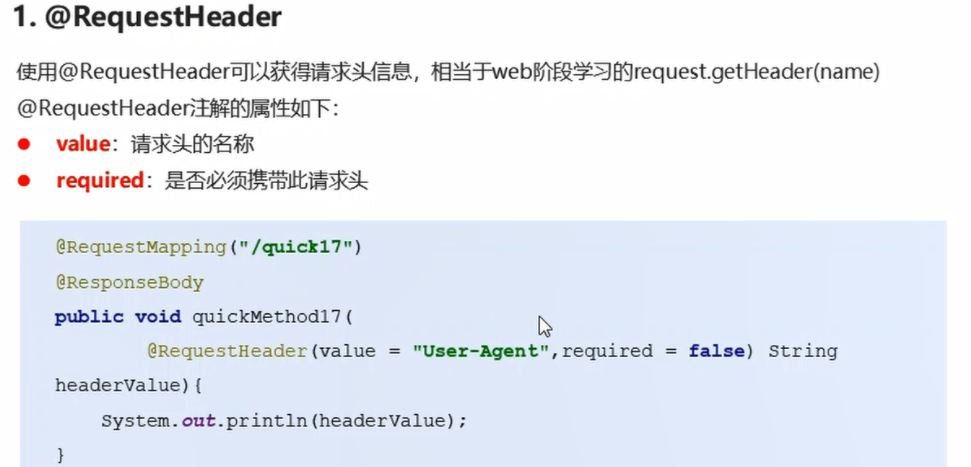 1. @RequestHeader
使用@RequestHeader可以获得请求头信息，相当于web阶段学习的request.getHeader(name)
@RequestHeader注解的属性如下：
● value：请求头的名称
● required：是否必须携带此请求头
@RequestMapping("/quick17")
@ResponseBody
public void quickMethod17(
@RequestHeader(value = "User-Agent",required = false) String
headerValue){
System.out.println(headerValue);
}